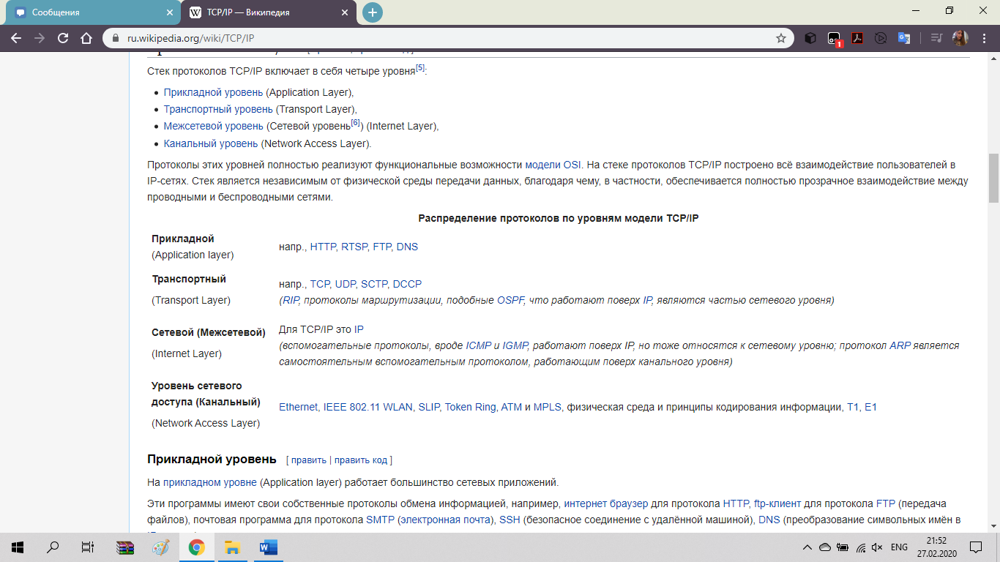 Сообщения
TCP/IP — Википедия
ru.wikipedia.org/wiki/TCP/IP
1
Стек протоколов TCP/IP включает в себя четыре уровня[5]:
Прикладной уровень (Application Layer),
Транспортный уровень (Transport Layer),
Межсетевой уровень (Сетевой уровень[6]) (Internet Layer),
Канальный уровень (Network Access Layer).
Протоколы этих уровней полностью реализуют функциональные возможности модели OSI. На стеке протоколов TCP/IP построено всё взаимодействие пользователей в
IP-сетях. Стек является независимым от физической среды передачи данных, благодаря чему, в частности, обеспечивается полностью прозрачное взаимодействие между
проводными и беспроводными сетями.
Распределение протоколов по уровням модели TCP/IP
Прикладной
(Application layer)
напр., HTTP, RTSP, FTP, DNS
Транспортный
(Transport Layer)
напр., TCP, UDP, SCTP, DCCP
(RIP, протоколы маршрутизации, подобные OSPF, что работают поверх IP, являются частью сетевого уровня)
Сетевой (Межсетевой)
(Internet Layer)
Для TCP/IP это IP
(вспомогательные протоколы, вроде ICMP и IGMP, работают поверх IP, но тоже относятся к сетевому уровню; протокол ARP является
самостоятельным вспомогательным протоколом, работающим поверх канального уровня)
Уровень сетевого
доступа (Канальный)
(Network Access Layer)
Ethernet, IEEE 802.11 WLAN, SLIP, Token Ring, ATM и MPLS, физическая среда и принципы кодирования информации, T1, E1
Прикладной уровень [ править | править код ]
На прикладном уровне (Application layer) работает большинство сетевых приложений.
Эти программы имеют свои собственные протоколы обмена информацией, например, интернет браузер для протокола HTTP, ftp-клиент для протокола FTP (передача
файлов), почтовая программа для протокола SMTP (электронная почта), SSH (безопасное соединение с удалённой машиной), DNS (преобразование символьных имён в
ENG
21:52
27.02.2020